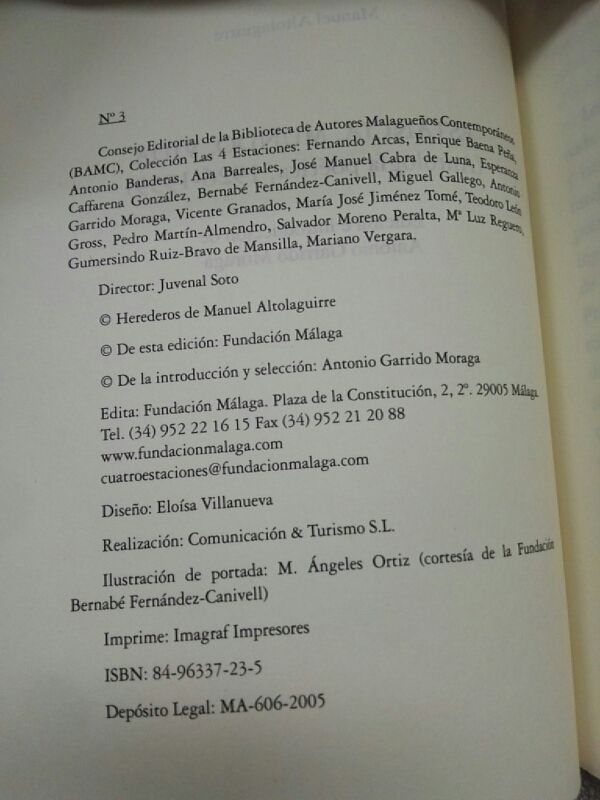 Manuel Altolaguirre
Nº 3
Consejo Editorial de la Biblioteca de Autores Malagueños Contemporáneos
(BAMC), Colección Las 4 Estaciones: Fernando Arcas, Enrique Baena Peña,
Antonio Banderas, Ana Barreales, José Manuel Cabra de Luna, Esperanza
Caffarena González, Bernabé Fernández-Canivell, Miguel Gallego, Antonio
Garrido Moraga, Vicente Granados, María José Jiménez Tomé, Teodoro León
Gross, Pedro Martín-Almendro, Salvador Moreno Peralta, Mª Luz Reguero,
Gumersindo Ruiz-Bravo de Mansilla, Mariano Vergara.
Director: Juvenal Soto
© Herederos de Manuel Altolaguirre
© De esta edición: Fundación Málaga
© De la introducción y selección: Antonio Garrido Moraga
Edita: Fundación Málaga. Plaza de la Constitución, 2, 2º. 29005 Málaga
Tel. (34) 952 22 16 15 Fax (34) 952 21 20 88
www.fundacionmalaga.com
cuatroestaciones@fundacionmalaga.com
Diseño: Eloísa Villanueva
Realización: Comunicación & Turismo S.L.
Ilustración de portada: M. Ángeles Ortiz (cortesía de la Fundación
Bernabé Fernández-Canivell)
Imprime: Imagraf Impresores
ISBN: 84-96337-23-5
Depósito Legal: MA-606-2005